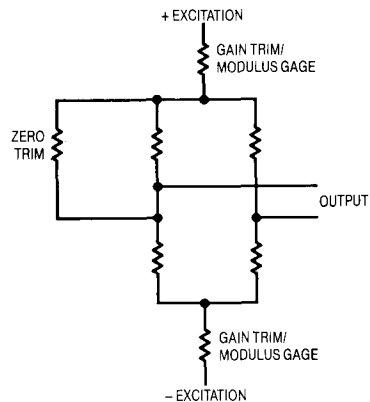 + EXCITATION
GAIN TRIM/
MODULUS GAGE
ZERO
TRIM
OUTPUT
GAIN TRIM/
MODULUS GAGE
– EXCITATION